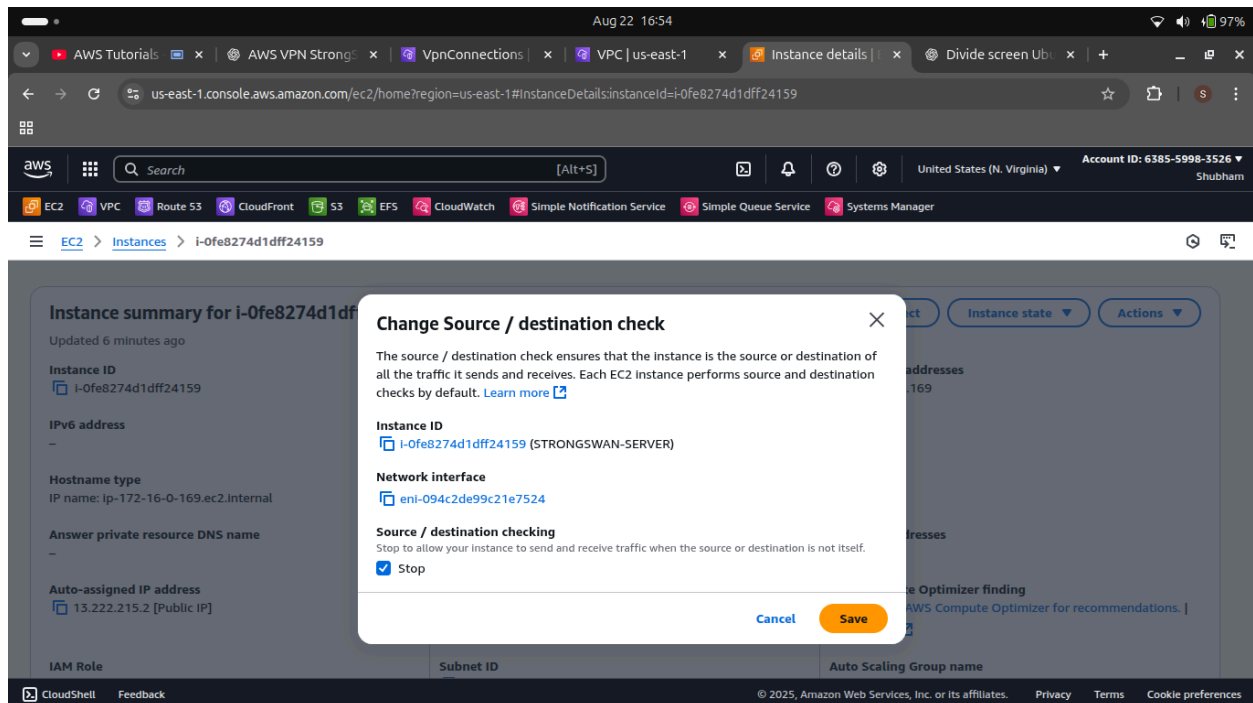 Aug 22 16:54
97%
AWS Tutorials
AWS VPN StrongS
VpnConnections |
VPC | us-east-1
Instance details |
Divide screen Ubu
us-east-1.console.aws.amazon.com/ec2/home?region=us-east-1#InstanceDetails:instanceId=i-0fe8274d1dff24159
S
aws
Search
[Alt+S]
United States (N. Virginia)
Account ID: 6385-5998-3526
Shubham
EC2
VPC
Route 53
CloudFront
S3
EFS
CloudWatch
Simple Notification Service
Simple Queue Service
Systems Manager
EC2 > Instances > i-0fe8274d1dff24159
Instance summary for i-0fe8274d1df
ct
Instance state
Actions
Updated 6 minutes ago
Instance ID
i-0fe8274d1dff24159
addresses
.169
IPv6 address
–
Hostname type
IP name: ip-172-16-0-169.ec2.internal
Answer private resource DNS name
–
dresses
Auto-assigned IP address
13.222.215.2 [Public IP]
e Optimizer finding
AWS Compute Optimizer for recommendations. |
IAM Role
Subnet ID
Auto Scaling Group name
Change Source / destination check
The source / destination check ensures that the instance is the source or destination of
all the traffic it sends and receives. Each EC2 instance performs source and destination
checks by default. Learn more
Instance ID
i-0fe8274d1dff24159 (STRONGSWAN-SERVER)
Network interface
eni-094c2de99c21e7524
Source / destination checking
Stop to allow your instance to send and receive traffic when the source or destination is not itself.
Stop
Cancel
Save
CloudShell
Feedback
© 2025, Amazon Web Services, Inc. or its affiliates.
Privacy
Terms
Cookie preferences